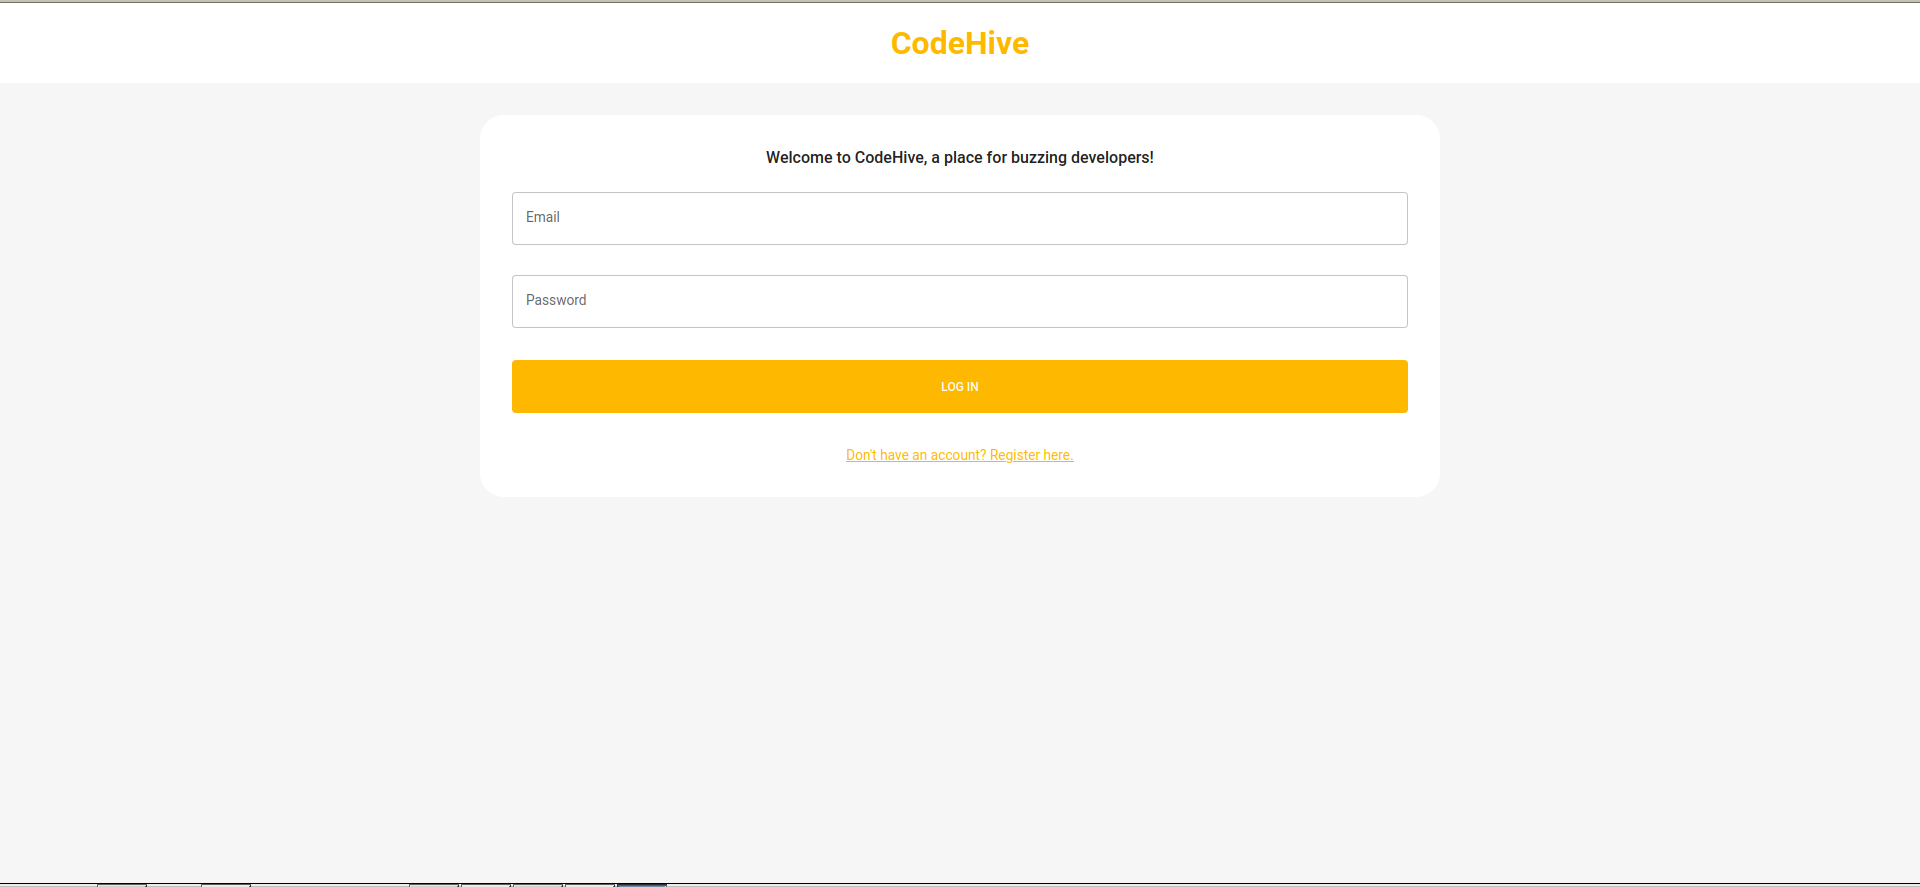 CodeHive
Welcome to CodeHive, a place for buzzing developers!
Email
Password
LOG IN
Don't have an account? Register here.